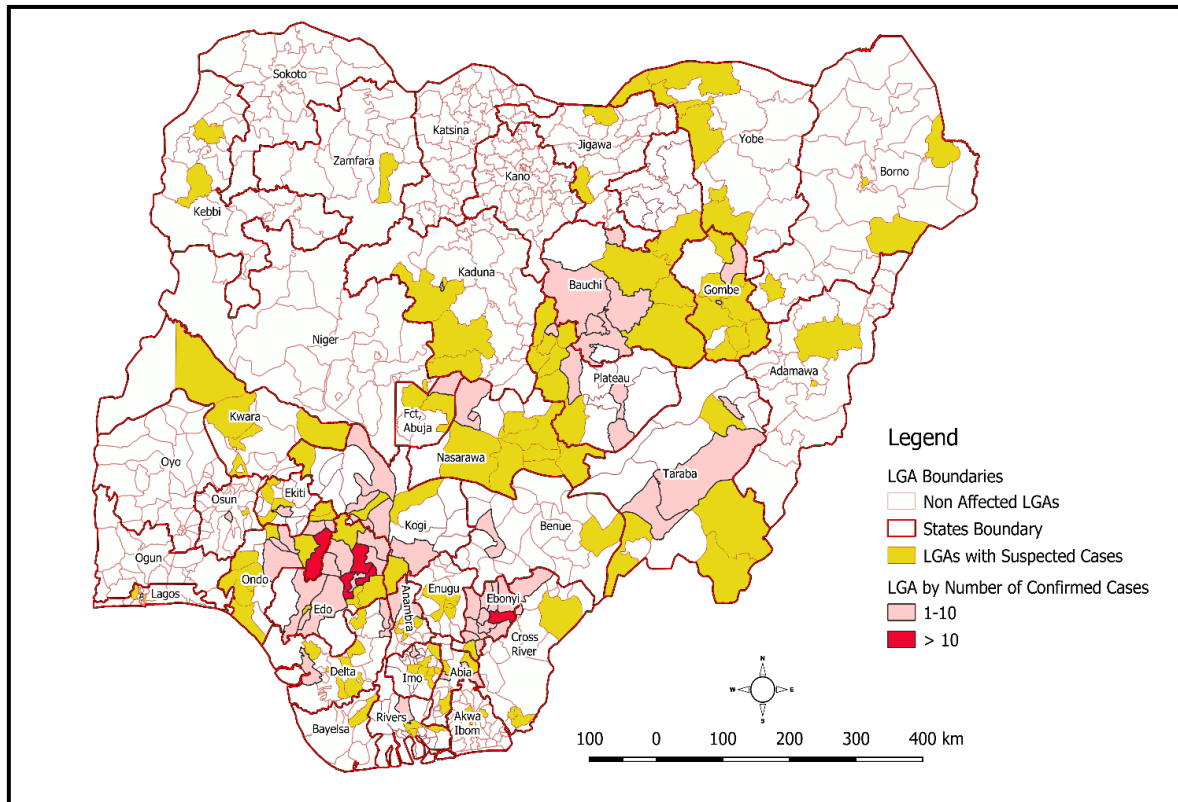 Sokoto
Katsina
Jigawa
Yobe
Zamfara
Kano
Borno
Kebbi
Kaduna
Bauchi
Gombe
Niger
Plateau
Adamawa
Fct,
Abuja
Kwara
Nasarawa
Taraba
Oyo
Osun
Ekiti
Kogi
Benue
Ogun
Ondo
Lagos
Edo
Anambra
Enugu
Ebonyi
Cross
River
Delta
Imo
Abia
Bayelsa
Rivers
Akwa
Ibom
Legend
LGA Boundaries
Non Affected LGAs
States Boundary
LGAs with Suspected Cases
LGA by Number of Confirmed Cases
1-10
> 10
N
W E
S
100 0 100 200 300 400 km